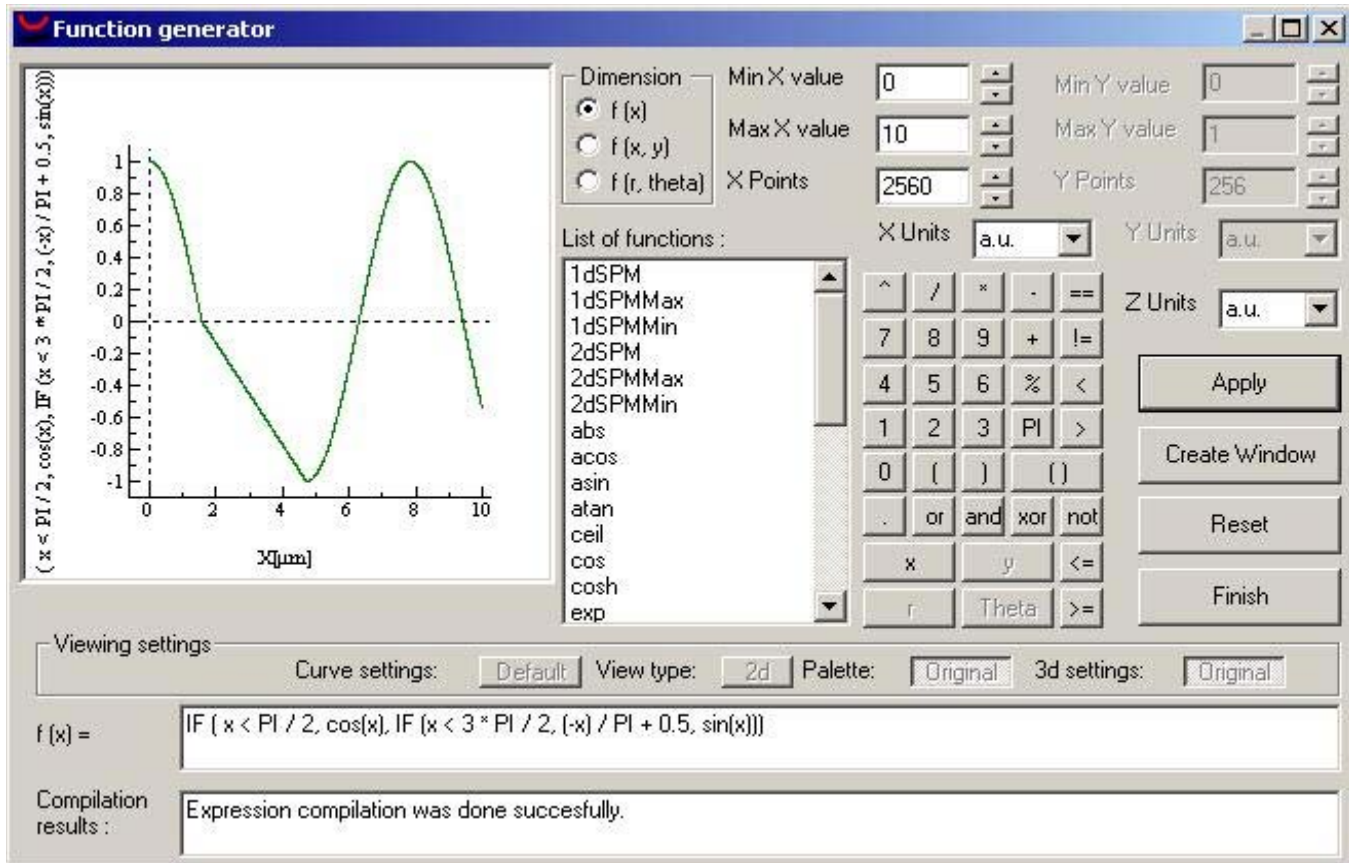 Function generator
( x < PI / 2, cos(x), IF (x < 3 * PI / 2, (-x) / PI + 0.5, sin(x)))
1
0.8
0.6
0.4
0.2
0
-0.2
-0.4
-0.6
-0.8
-1
0 2 4 6 8 10
X[µm]
Dimension
f (x)
f (x, y)
f (r, theta)
Min X value 0
Max X value 10
X Points 2560
Min Y value 0
Max Y value 1
Y Points 256
X Units a.u.
Y Units a.u.
Z Units a.u.
List of functions :
1dSPM
1dSPMMax
1dSPMMin
2dSPM
2dSPMMax
2dSPMMin
abs
acos
asin
atan
ceil
cos
cosh
exp
^ / * - ==
7 8 9 + !=
4 5 6 % <
1 2 3 PI >
0 ( ) ( )
. or and xor not
x y <=
r Theta >=
Apply
Create Window
Reset
Finish
Viewing settings
Curve settings: Default View type: 2d Palette: Original 3d settings: Original
f (x) =
IF ( x < PI / 2, cos(x), IF (x < 3 * PI / 2, (-x) / PI + 0.5, sin(x)))
Compilation
results :
Expression compilation was done succesfully.